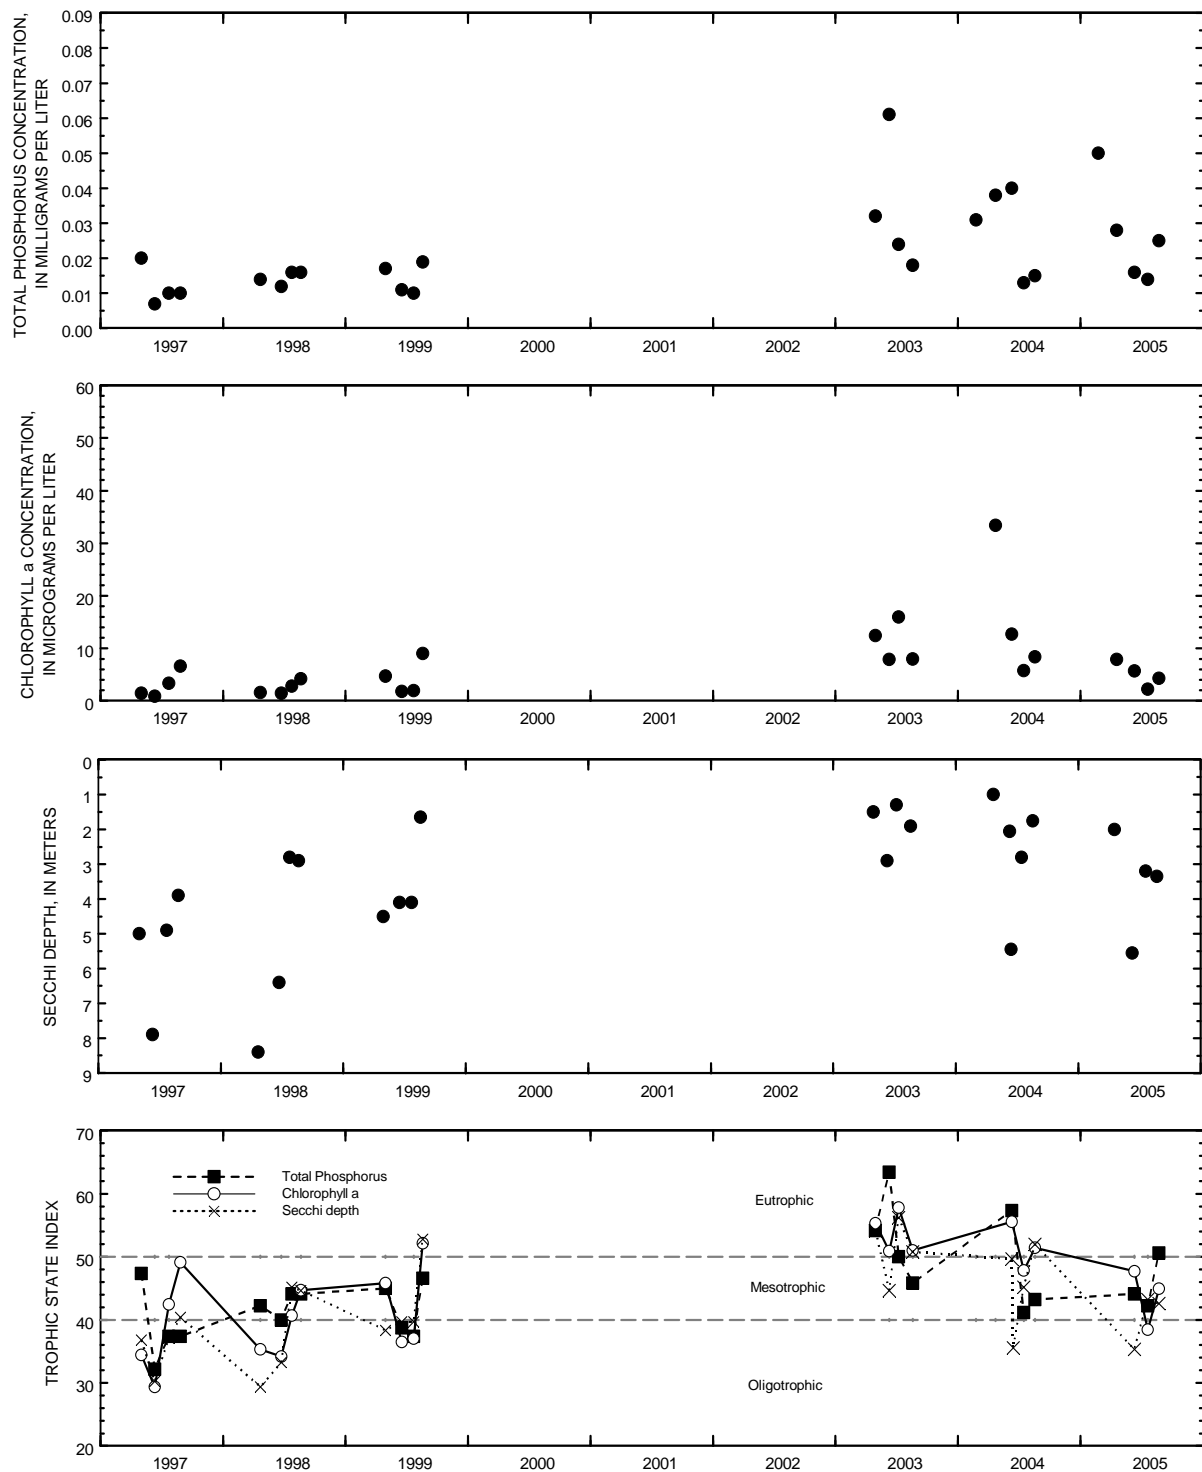 TOTAL PHOSPHORUS CONCENTRATION,
IN MILLIGRAMS PER LITER
0.09
0.08
0.07
0.06
0.05
0.04
0.03
0.02
0.01
0.00
1997 1998 1999 2000 2001 2002 2003 2004 2005
CHLOROPHYLL a CONCENTRATION,
IN MICROGRAMS PER LITER
60
50
40
30
20
10
0
1997 1998 1999 2000 2001 2002 2003 2004 2005
SECCHI DEPTH, IN METERS
0
1
2
3
4
5
6
7
8
9
1997 1998 1999 2000 2001 2002 2003 2004 2005
TROPHIC STATE INDEX
70
60
50
40
30
20
Total Phosphorus
Chlorophyll a
Secchi depth
Eutrophic
Mesotrophic
Oligotrophic
1997 1998 1999 2000 2001 2002 2003 2004 2005